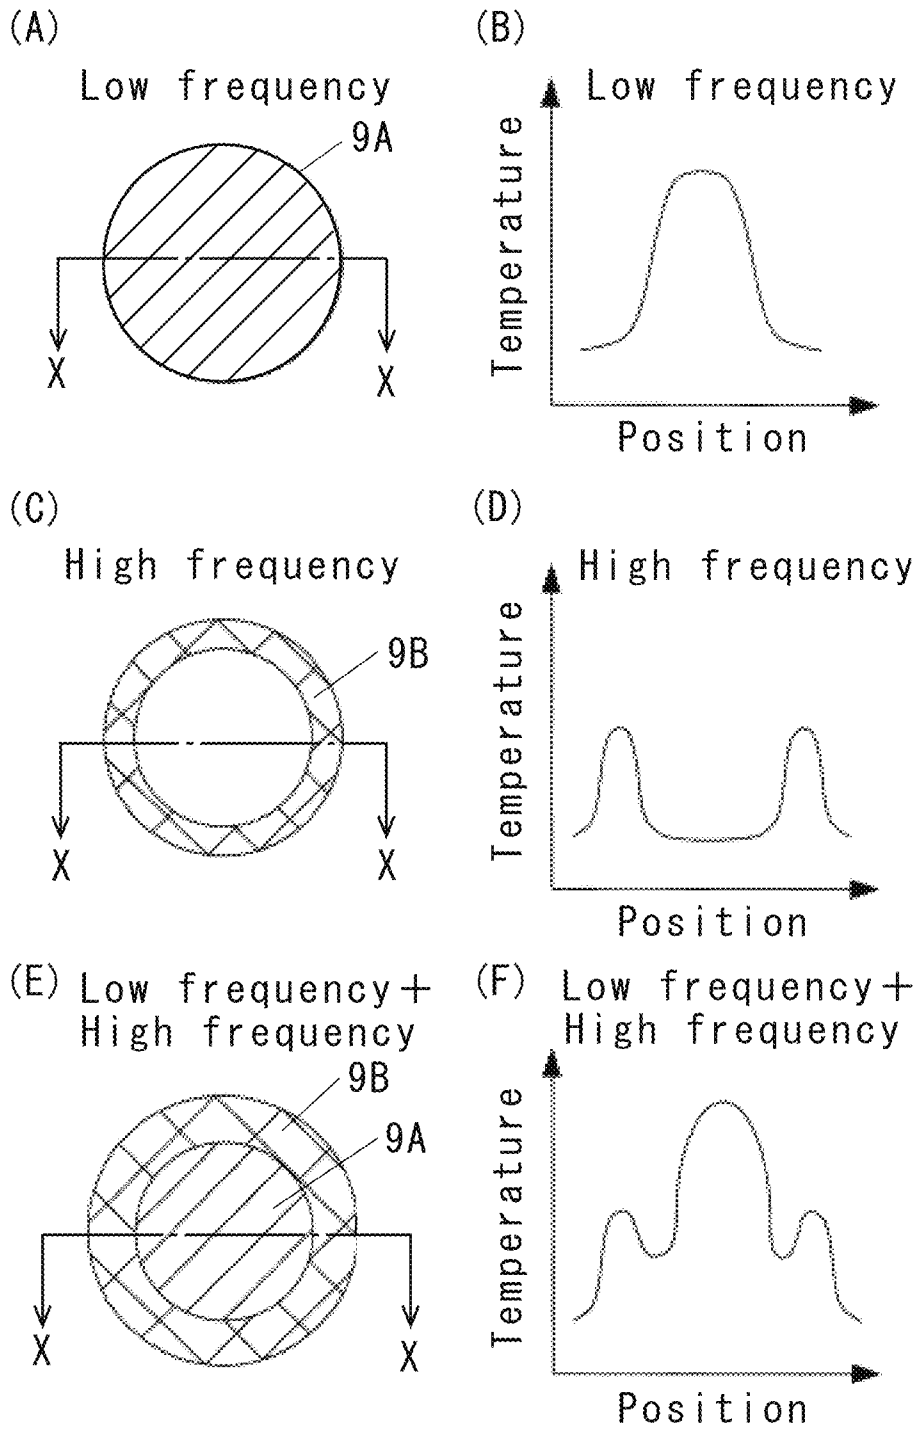 (A)
Low frequency
9A
X
X
(B)
Low frequency
Temperature
Position
(C)
High frequency
9B
X
X
(D)
High frequency
Temperature
Position
(E)
Low frequency+
High frequency
9B
9A
X
X
(F)
Low frequency+
High frequency
Temperature
Position